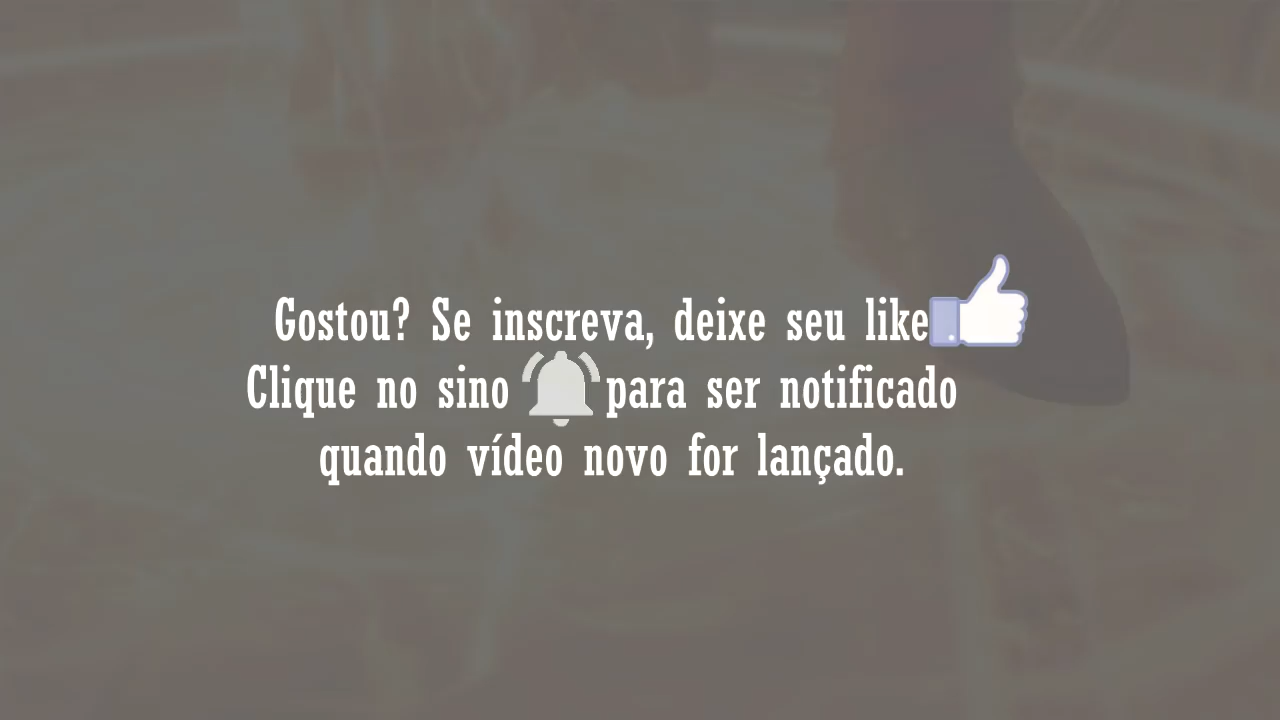 Gostou? Se inscreva, deixe seu like
Clique no sino para ser notificado
quando vídeo novo for lançado.